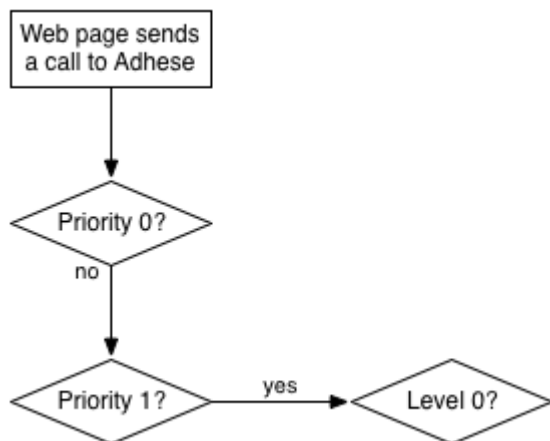 Web page sends
a call to Adhese
Priority 0?
no
Priority 1?
yes
Level 0?